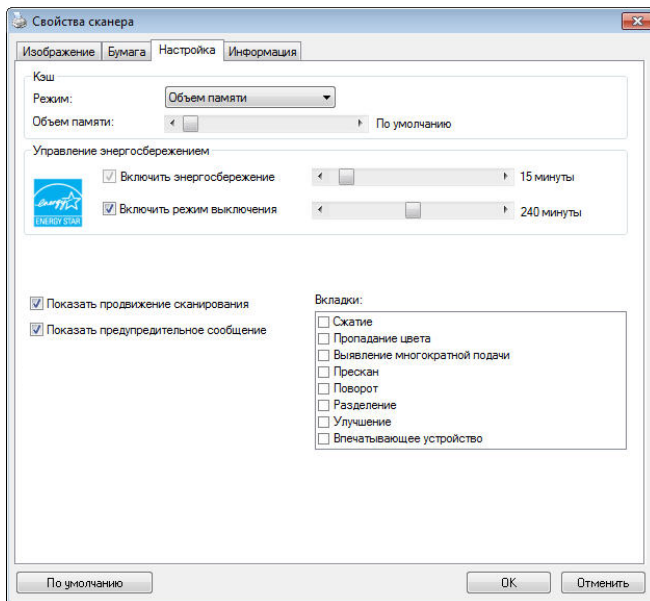 Свойства сканера
Изображение Бумага Настройка Информация
Кэш
Режим: Объем памяти
Объем памяти: По умолчанию
Управление энергосбережением
Включить энергосбережение 15 минуты
Включить режим выключения 240 минуты
energy
ENERGY STAR
Показать продвижение сканирования
Показать предупредительное сообщение
Вкладки:
Сжатие
Пропадание цвета
Выявление многократной подачи
Прескан
Поворот
Разделение
Улучшение
Впечатывающее устройство
По умолчанию OK Отменить